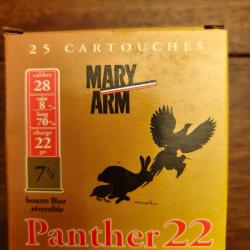 25 CARTOUCHES
MARY
ARM
calibre
28
culot
8
long
70
charge
22
grs
7½
bourre Bior
réversible
Panther 22